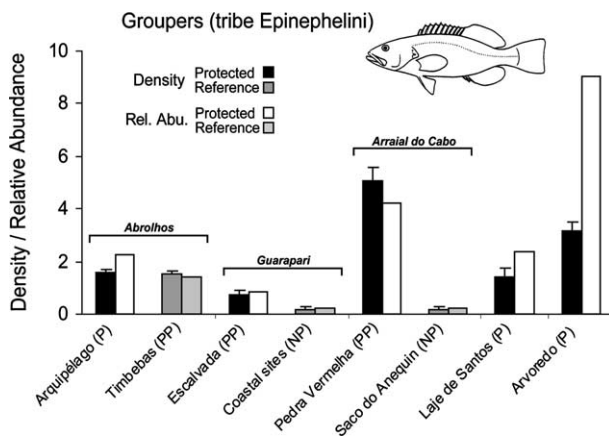 Groupers (tribe Epinephelini)
Density Protected
Reference
Rel. Abu. Protected
Reference
Density / Relative Abundance
10
8
6
4
2
0
Abrolhos
Guarapari
Arraial do Cabo
Arquipélago (P)
Timbebas (PP)
Escalvada (PP)
Coastal sites (NP)
Pedra Vermelha (PP)
Saco do Anequin (NP)
Laje de Santos (P)
Arvoredo (P)